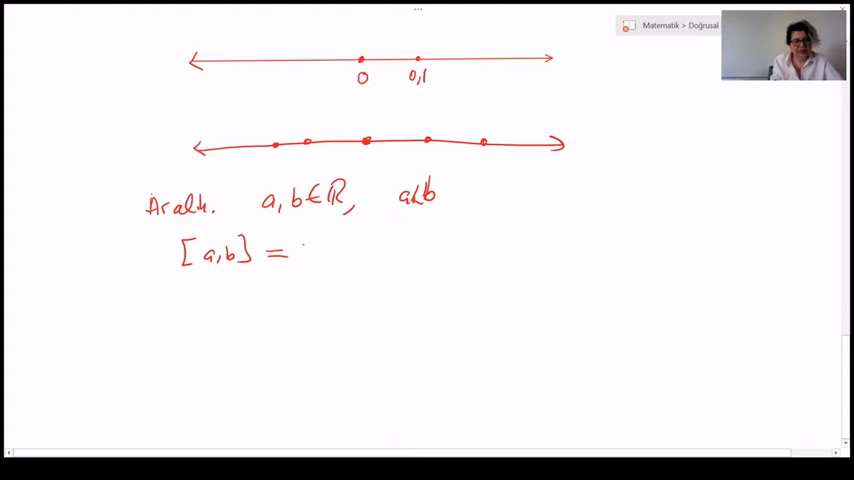 Matematik > Doğrusal
0 0,1
Aralık. a, b ∈ ℝ, a<b
[a,b] =